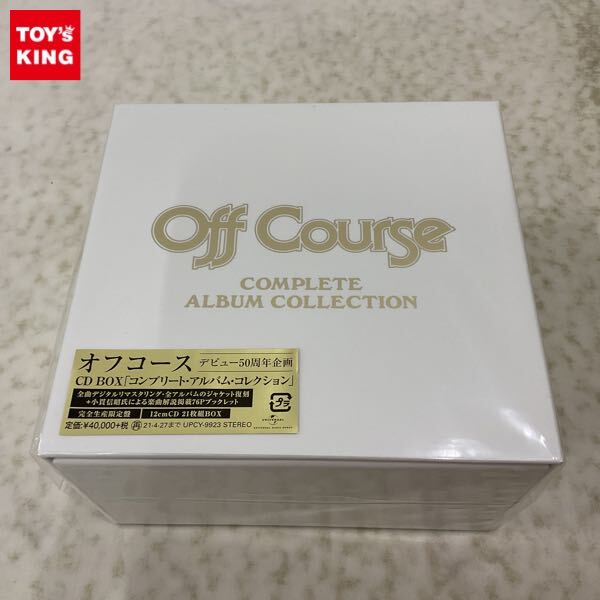 TOY's
KING
Off Course
COMPLETE
ALBUM COLLECTION
オフコース デビュー50周年企画
CD BOX「コンプリート・アルバム・コレクション」
全曲デジタルリマスタリング・全アルバムのジャケット復刻
+小貫信昭氏による楽曲解説掲載76Pブックレット
完全生産限定盤 12cmCD 21枚組BOX
定価:¥40,000+税 再 21・4・27まで UPCY-9923 STEREO
UNIVERSAL